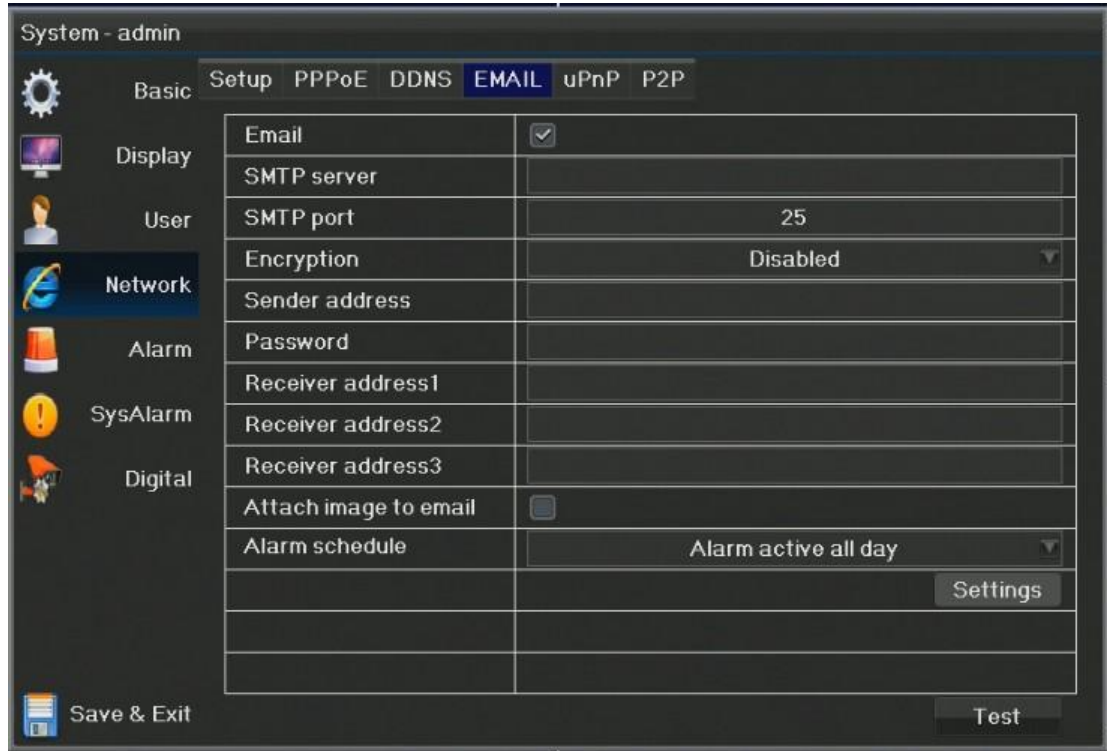 System - admin
Basic
Display
User
Network
Alarm
SysAlarm
Digital
Save & Exit
Setup PPPoE DDNS EMAIL uPnP P2P
Email
SMTP server
SMTP port 25
Encryption Disabled
Sender address
Password
Receiver address1
Receiver address2
Receiver address3
Attach image to email
Alarm schedule Alarm active all day
Settings
Test